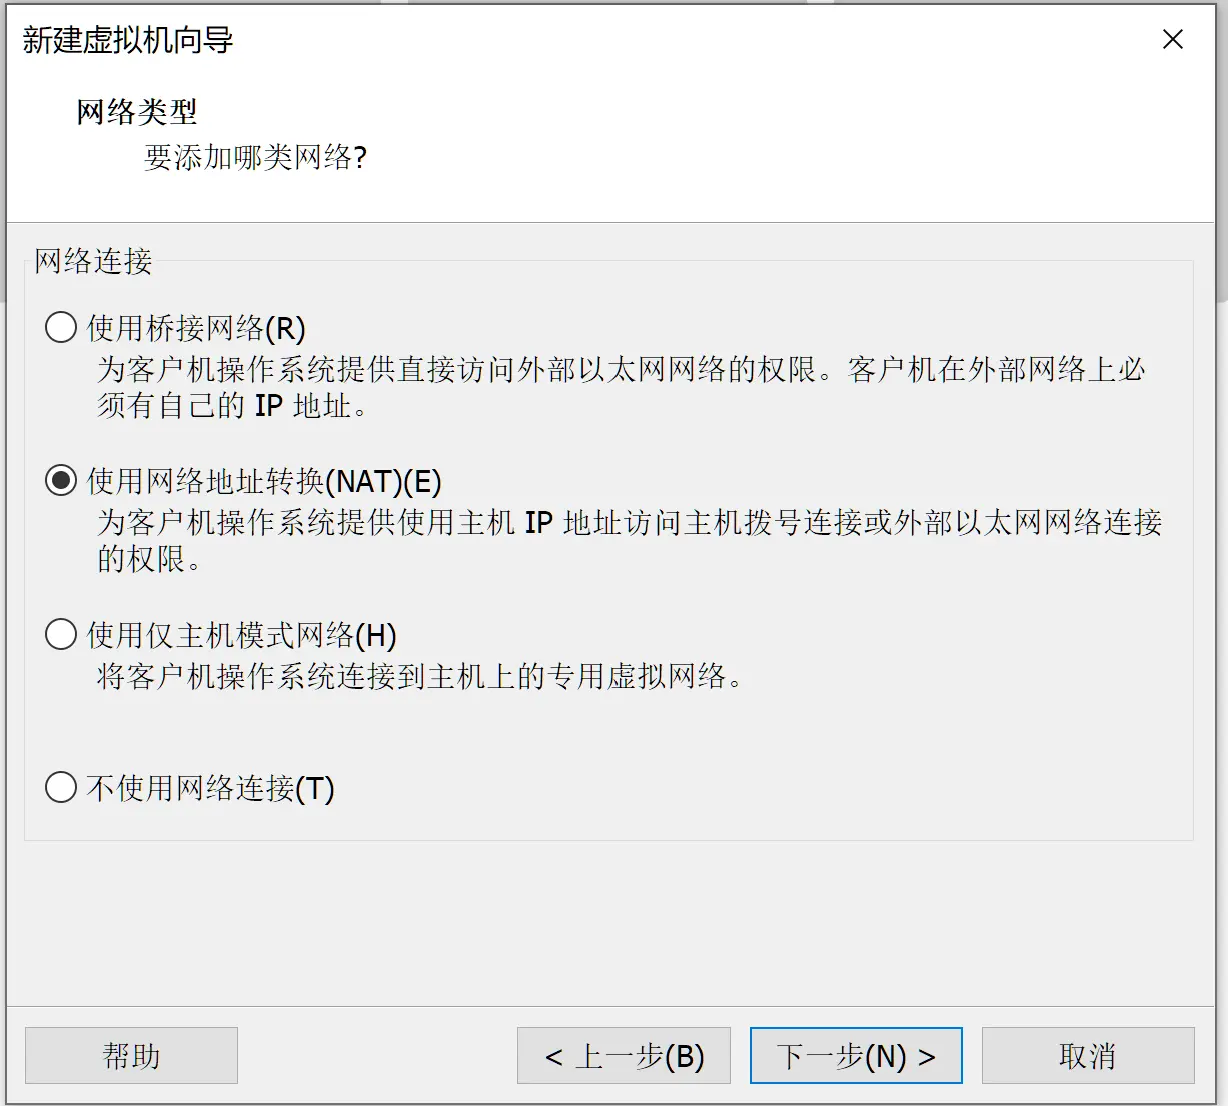 新建虚拟机向导
网络类型
要添加哪类网络?
网络连接
使用桥接网络(R)
为客户机操作系统提供直接访问外部以太网网络的权限。客户机在外部网络上必
须有自己的 IP 地址。
使用网络地址转换(NAT)(E)
为客户机操作系统提供使用主机 IP 地址访问主机拨号连接或外部以太网网络连接
的权限。
使用仅主机模式网络(H)
将客户机操作系统连接到主机上的专用虚拟网络。
不使用网络连接(T)
帮助
< 上一步(B)
下一步(N) >
取消